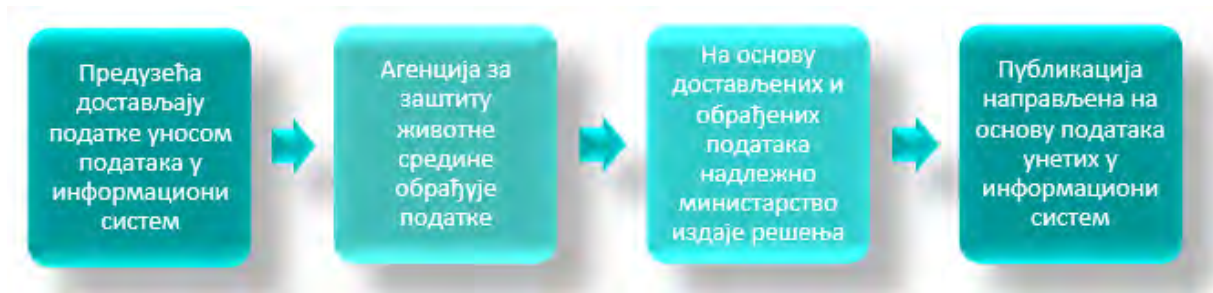 Предузећа
достављају
податке уносом
података у
информациони
систем
Агенција за
заштиту
животне
средине
обрађује
податке
На основу
достављених и
обрађених
података
надлежно
министарство
издаје решења
Публикација
направљена на
основу података
унетих у
информациони
систем